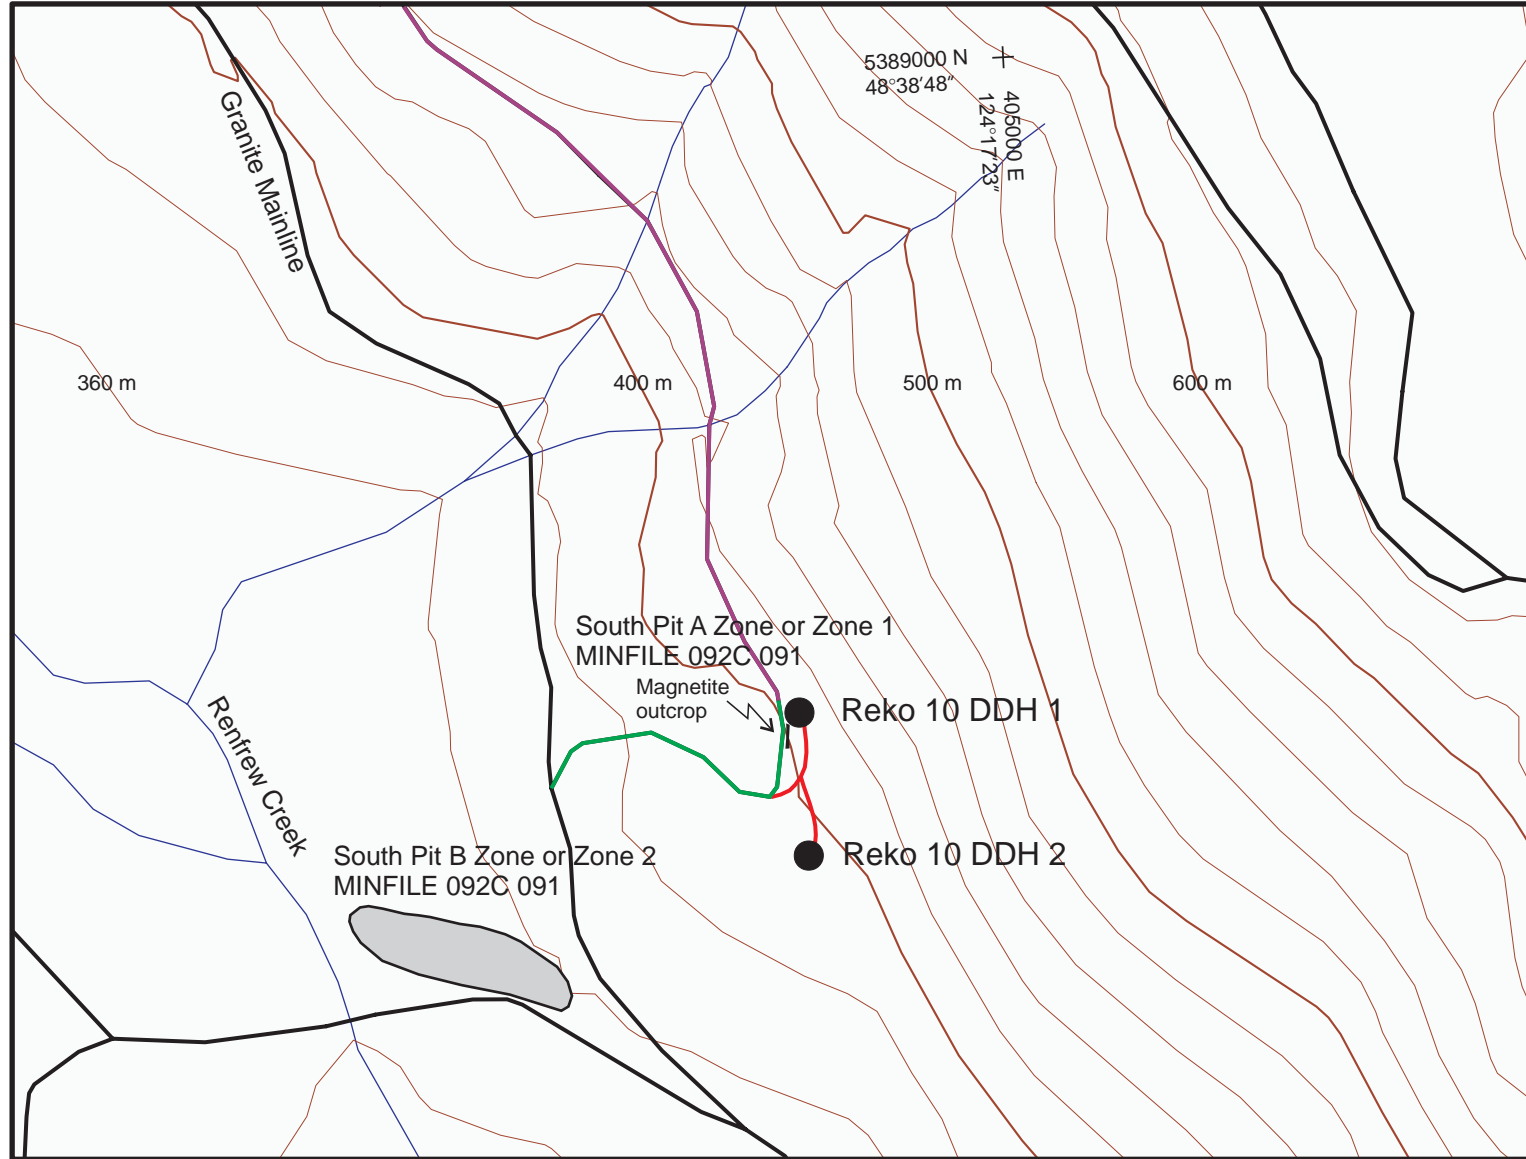 5389000 N
48°38'48"
405000 E
124°17'23"
Granite Mainline
360 m
400 m
500 m
600 m
South Pit A Zone or Zone 1
MINFILE 092C 091
Magnetite
outcrop
Reko 10 DDH 1
Renfrew Creek
South Pit B Zone or Zone 2
MINFILE 092C 091
Reko 10 DDH 2